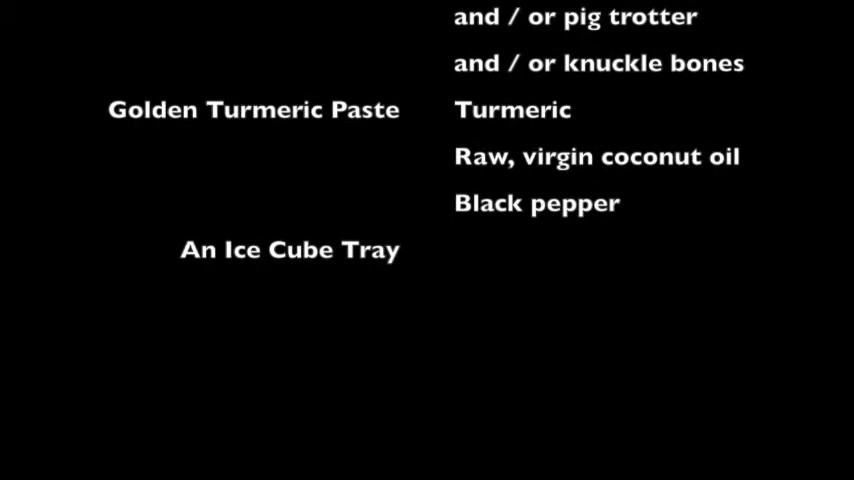 and / or pig trotter
and / or knuckle bones
Golden Turmeric Paste Turmeric
Raw, virgin coconut oil
Black pepper
An Ice Cube Tray